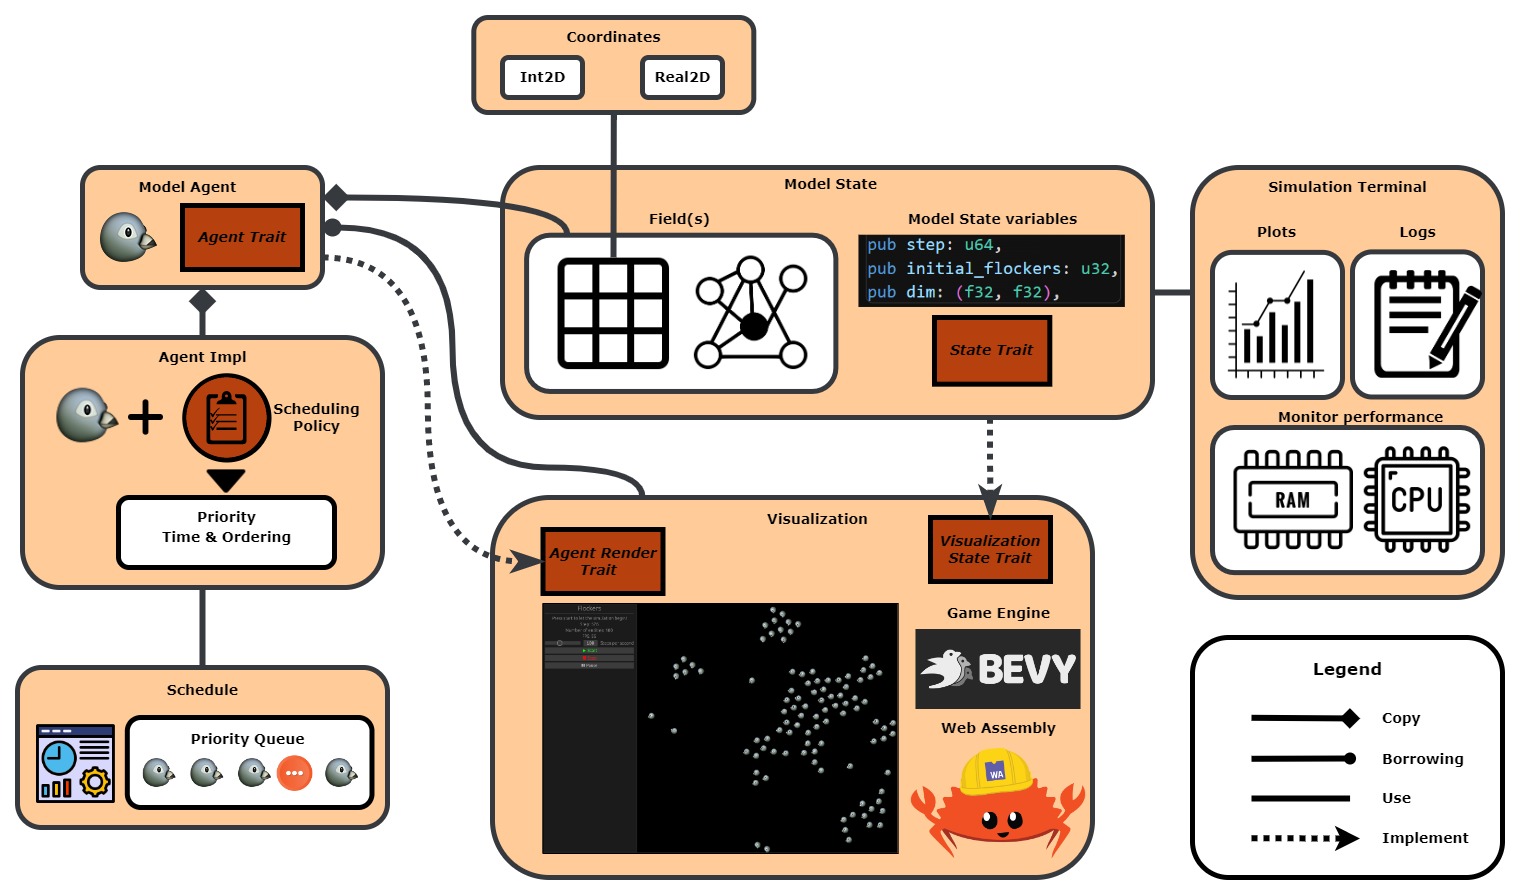 Coordinates
Int2D
Real2D
Model Agent
Agent Trait
Model State
Field(s)
Model State variables
pub step: u64,
pub initial_flockers: u32,
pub dim: (f32, f32),
State Trait
Simulation Terminal
Plots
Logs
Monitor performance
RAM
CPU
Agent Impl
Scheduling
Policy
Priority
Time & Ordering
Schedule
Priority Queue
Visualization
Agent Render
Trait
Visualization
State Trait
Flockers
Game Engine
BEVY
Web Assembly
WA
Legend
Copy
Borrowing
Use
Implement